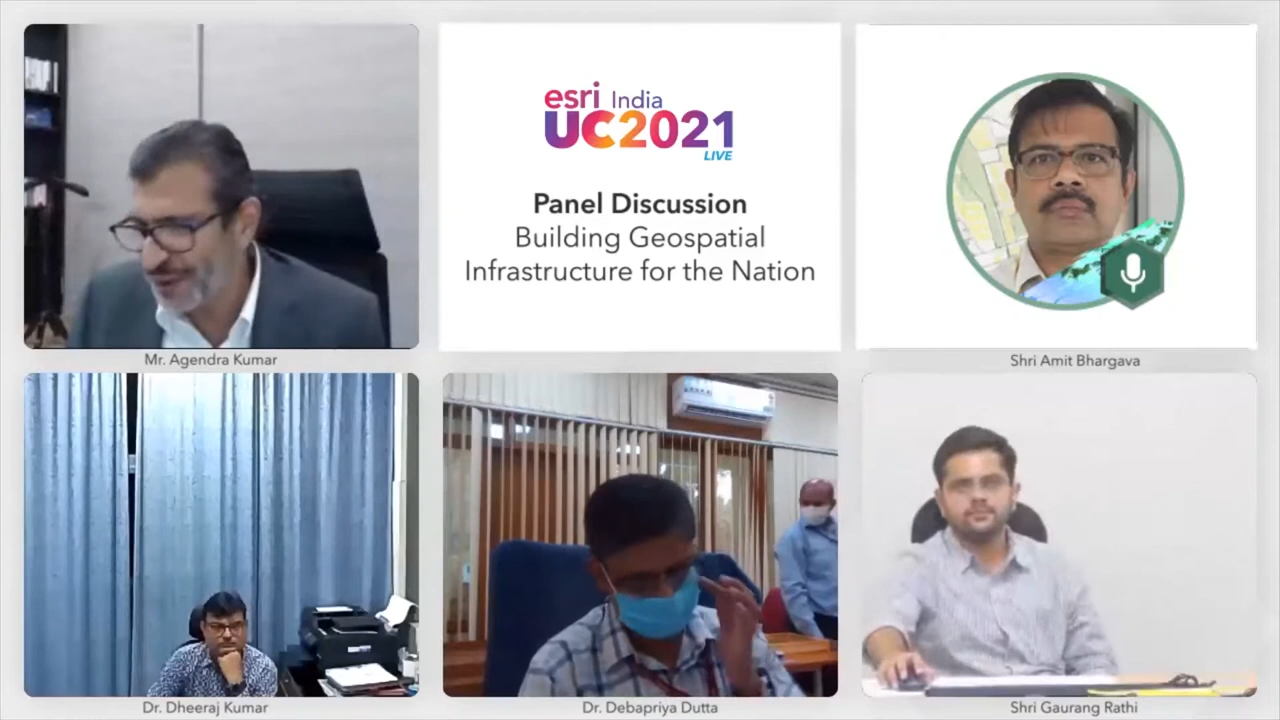 esri India
UC2021
LIVE
Panel Discussion
Building Geospatial
Infrastructure for the Nation
Mr. Agendra Kumar
Shri Amit Bhargava
Dr. Dheeraj Kumar
Dr. Debapriya Dutta
Shri Gaurang Rathi